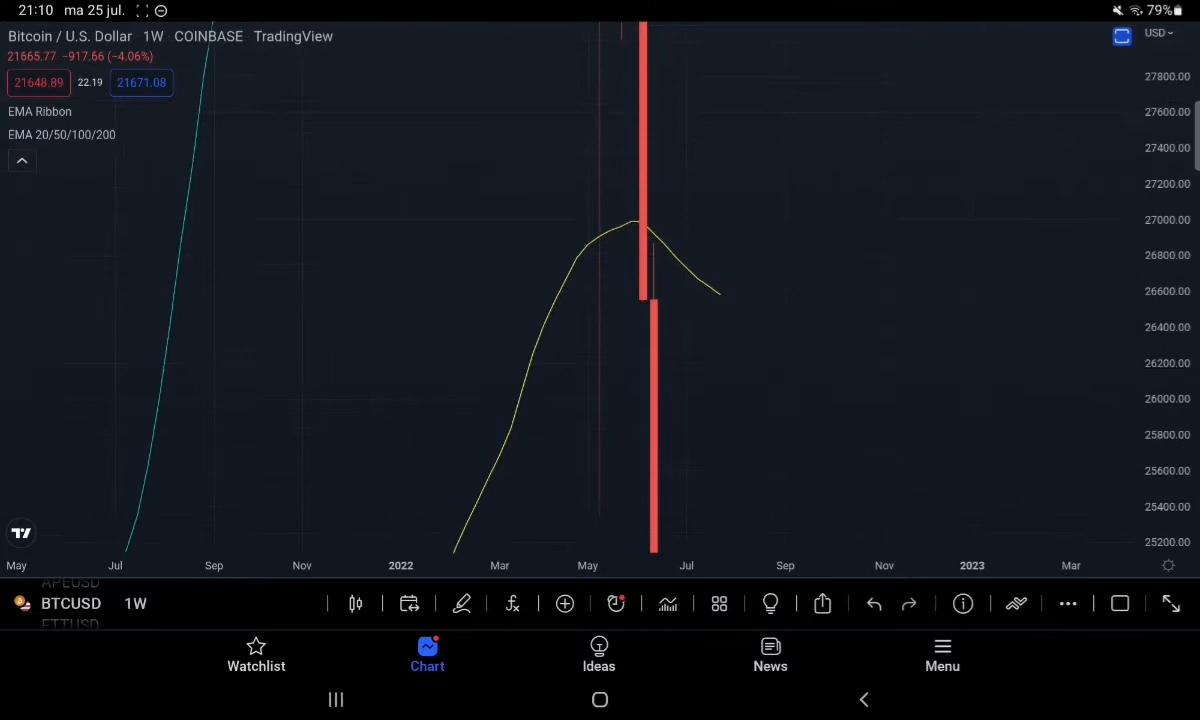 21:10 ma 25 jul. 79%
Bitcoin / U.S. Dollar 1W COINBASE TradingView
USD
21665.77 −917.66 (−4.06%)
21648.89 22.19 21671.08
EMA Ribbon
EMA 20/50/100/200
27800.00
27600.00
27400.00
27200.00
27000.00
26800.00
26600.00
26400.00
26200.00
26000.00
25800.00
25600.00
25400.00
25200.00
May Jul Sep Nov 2022 Mar May Jul Sep Nov 2023 Mar
APEUSD
BTCUSD 1W
FTTUSD
Watchlist Chart Ideas News Menu